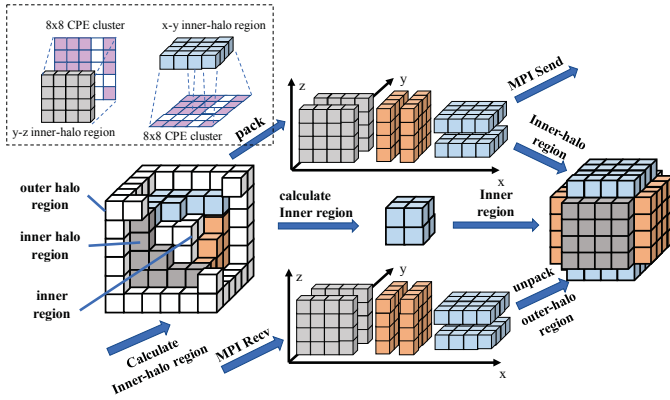 8x8 CPE cluster
x-y inner-halo region
y-z inner-halo region
8x8 CPE cluster
pack
z
y
x
MPI Send
Inner-halo
region
outer halo
region
inner halo
region
inner
region
calculate
Inner region
Inner
region
Calculate
Inner-halo region
MPI Recv
z
y
x
unpack
outer-halo
region